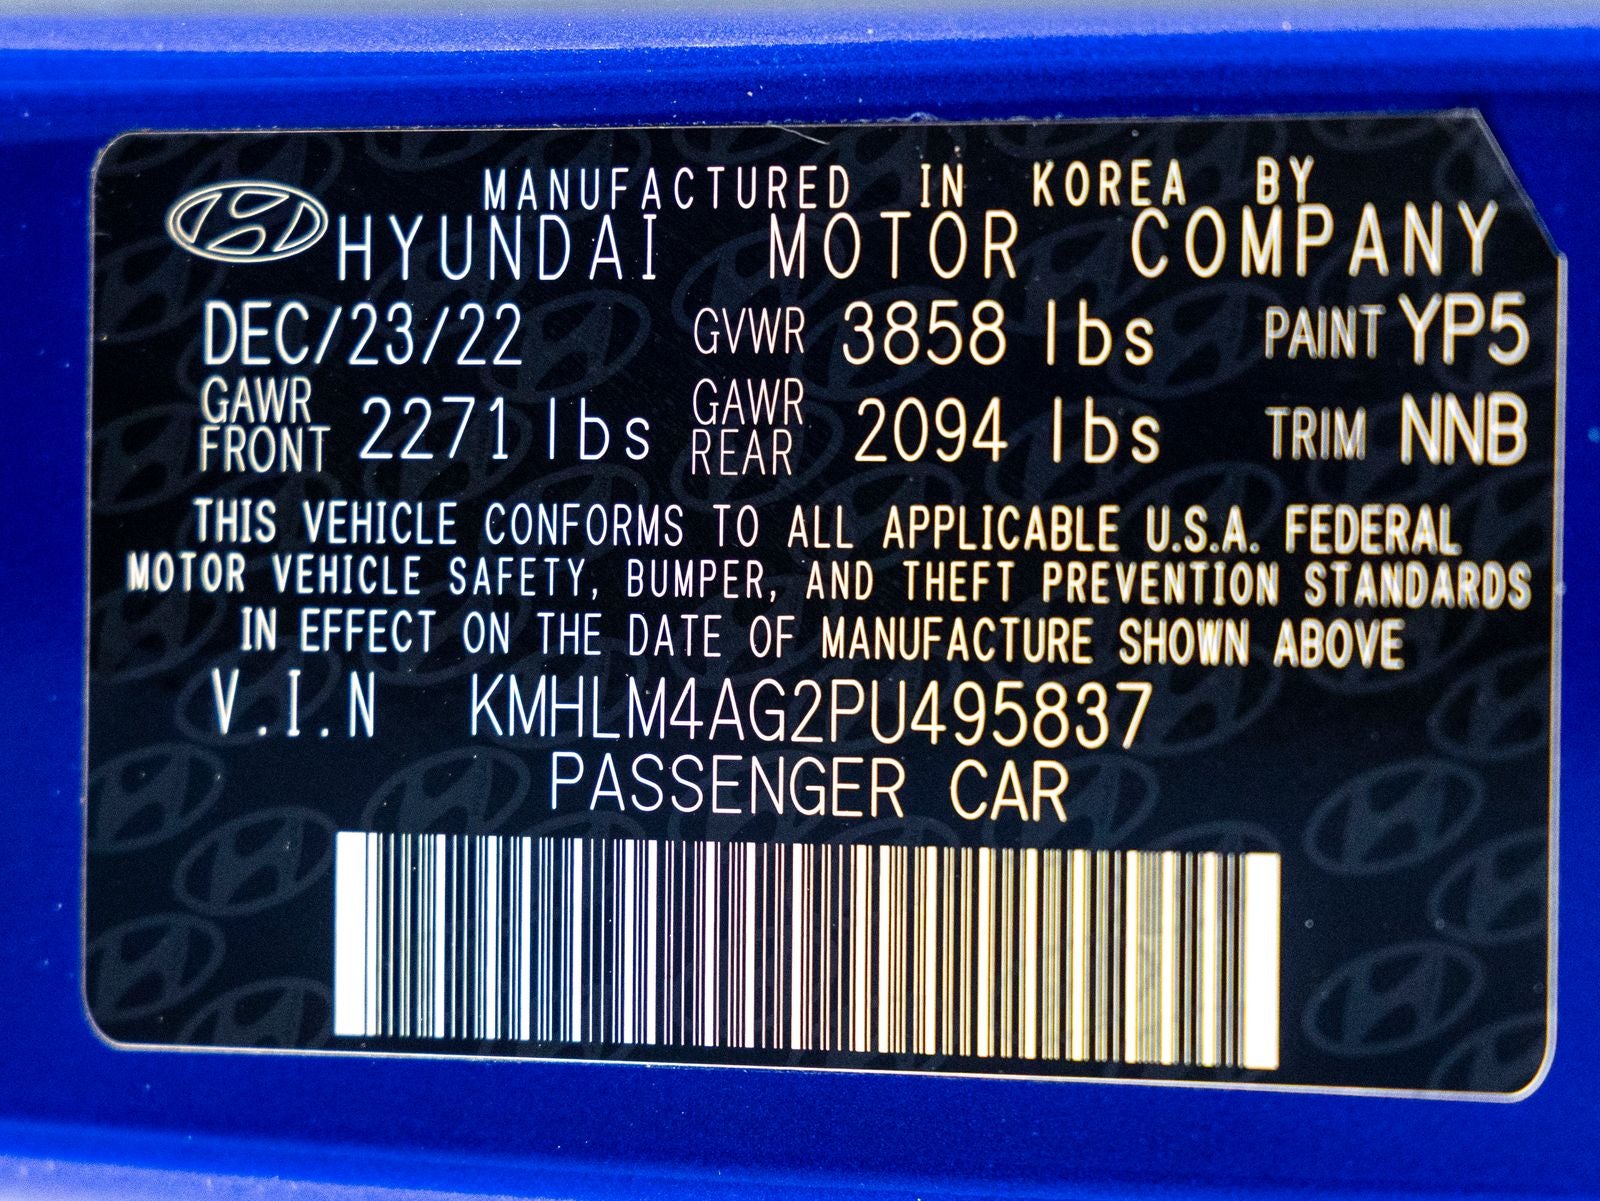 MANUFACTURED IN KOREA BY
HYUNDAI MOTOR COMPANY
DEC/23/22 GVWR 3858 lbs PAINT YP5
GAWR FRONT 2271 lbs GAWR REAR 2094 lbs TRIM NNB
THIS VEHICLE CONFORMS TO ALL APPLICABLE U.S.A. FEDERAL
MOTOR VEHICLE SAFETY, BUMPER, AND THEFT PREVENTION STANDARDS
IN EFFECT ON THE DATE OF MANUFACTURE SHOWN ABOVE
V.I.N KMHLM4AG2PU495837
PASSENGER CAR